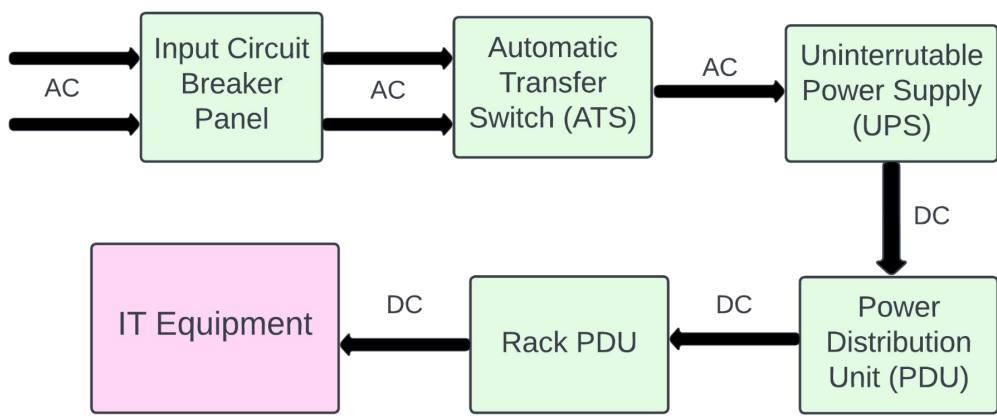 Input Circuit
Breaker
Panel
AC
AC
Automatic
Transfer
Switch (ATS)
AC
Uninterrutable
Power Supply
(UPS)
DC
Power
Distribution
Unit (PDU)
DC
Rack PDU
DC
IT Equipment